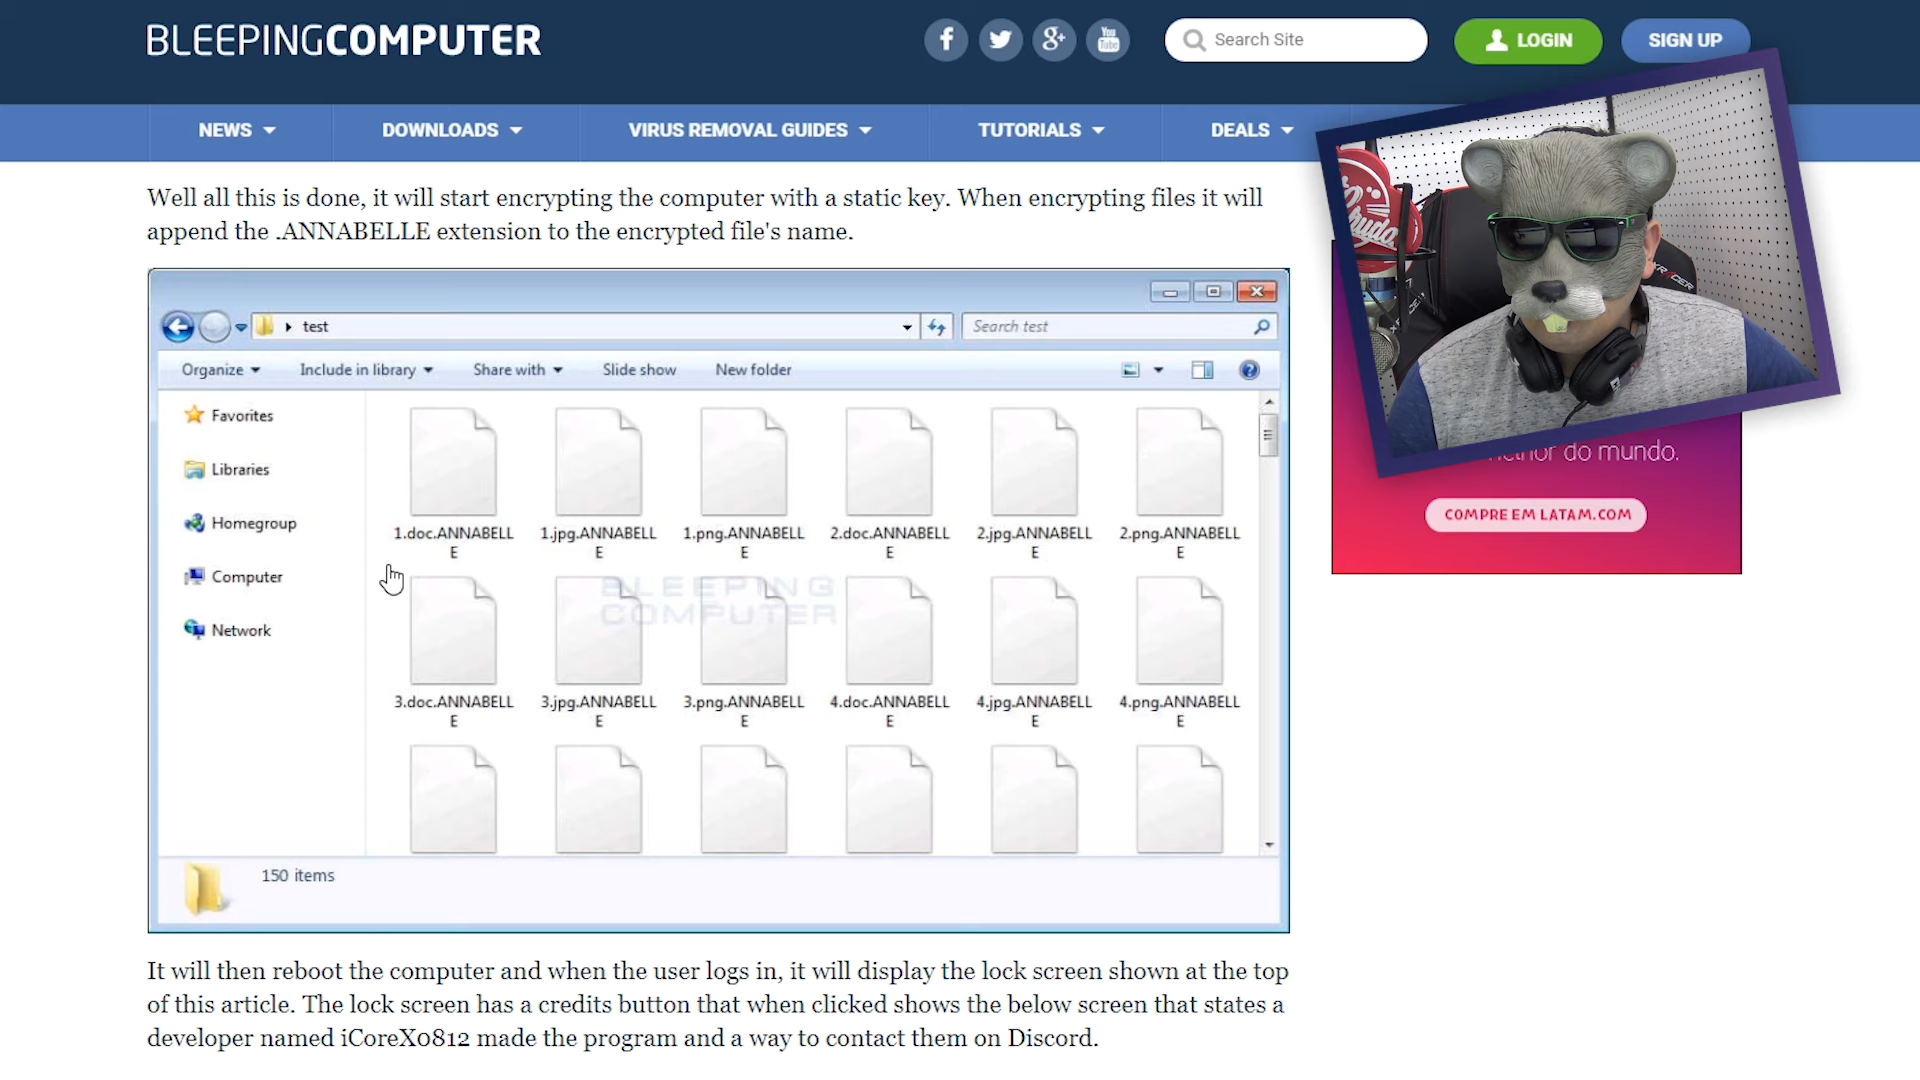 BLEEPINGCOMPUTER
Search Site
LOGIN
SIGN UP
NEWS
DOWNLOADS
VIRUS REMOVAL GUIDES
TUTORIALS
DEALS
Well all this is done, it will start encrypting the computer with a static key. When encrypting files it will
append the .ANNABELLE extension to the encrypted file's name.
test
Search test
Organize
Include in library
Share with
Slide show
New folder
Favorites
Libraries
Homegroup
Computer
Network
1.doc.ANNABELL
E
1.jpg.ANNABELL
E
1.png.ANNABELL
E
2.doc.ANNABELL
E
2.jpg.ANNABELL
E
2.png.ANNABELL
E
BLEEPING
COMPUTER
3.doc.ANNABELL
E
3.jpg.ANNABELL
E
3.png.ANNABELL
E
4.doc.ANNABELL
E
4.jpg.ANNABELL
E
4.png.ANNABELL
E
150 items
It will then reboot the computer and when the user logs in, it will display the lock screen shown at the top
of this article. The lock screen has a credits button that when clicked shows the below screen that states a
developer named iCoreX0812 made the program and a way to contact them on Discord.
do mundo.
COMPRE EM LATAM.COM